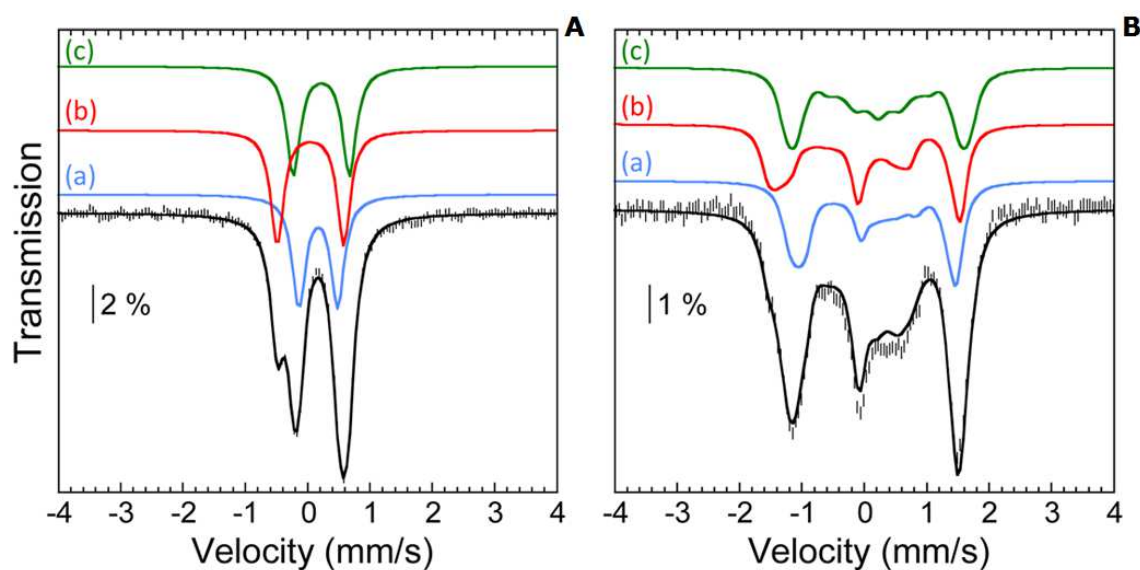 A
B
(c)
(b)
(a)
2 %
Transmission
-4 -3 -2 -1 0 1 2 3 4
Velocity (mm/s)
(c)
(b)
(a)
1 %
-4 -3 -2 -1 0 1 2 3 4
Velocity (mm/s)